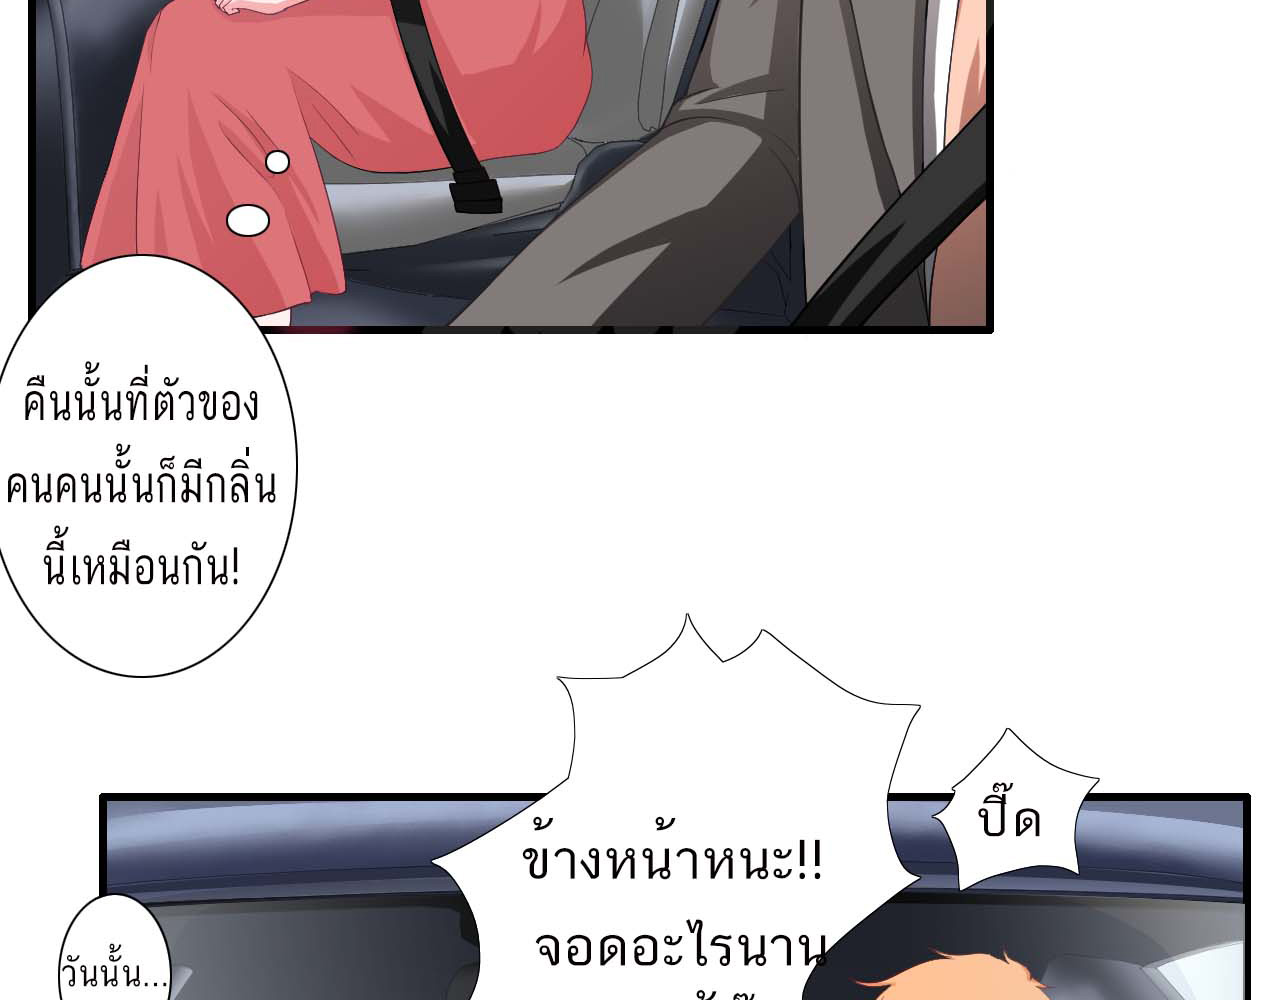 คืนนั้นที่ตัวของ
คนคนนั้นก็มีกลิ่น
นี้เหมือนกัน!
ปี๊ด
ข้างหน้าหนะ!!
จอดอะไรนาน
วันนั้น...